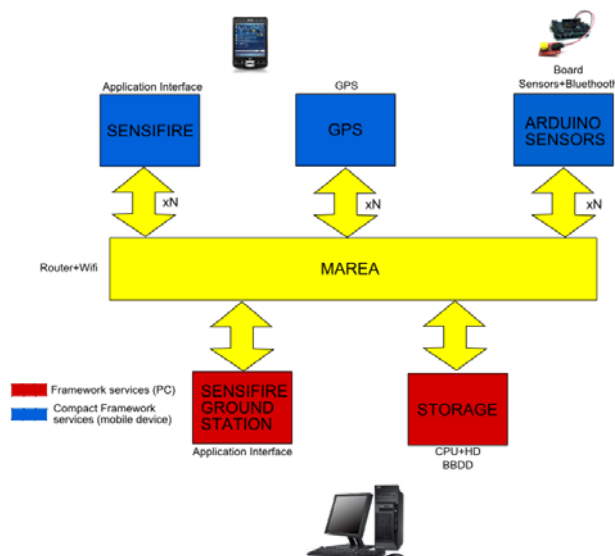 Application Interface
GPS
Board
Sensors+Bluethooth
SENSIFIRE
GPS
ARDUINO
SENSORS
xN
xN
xN
Router+Wifi
MAREA
Framework services (PC)
Compact Framework
services (mobile device)
SENSIFIRE
GROUND
STATION
STORAGE
Application Interface
CPU+HD
BBDD